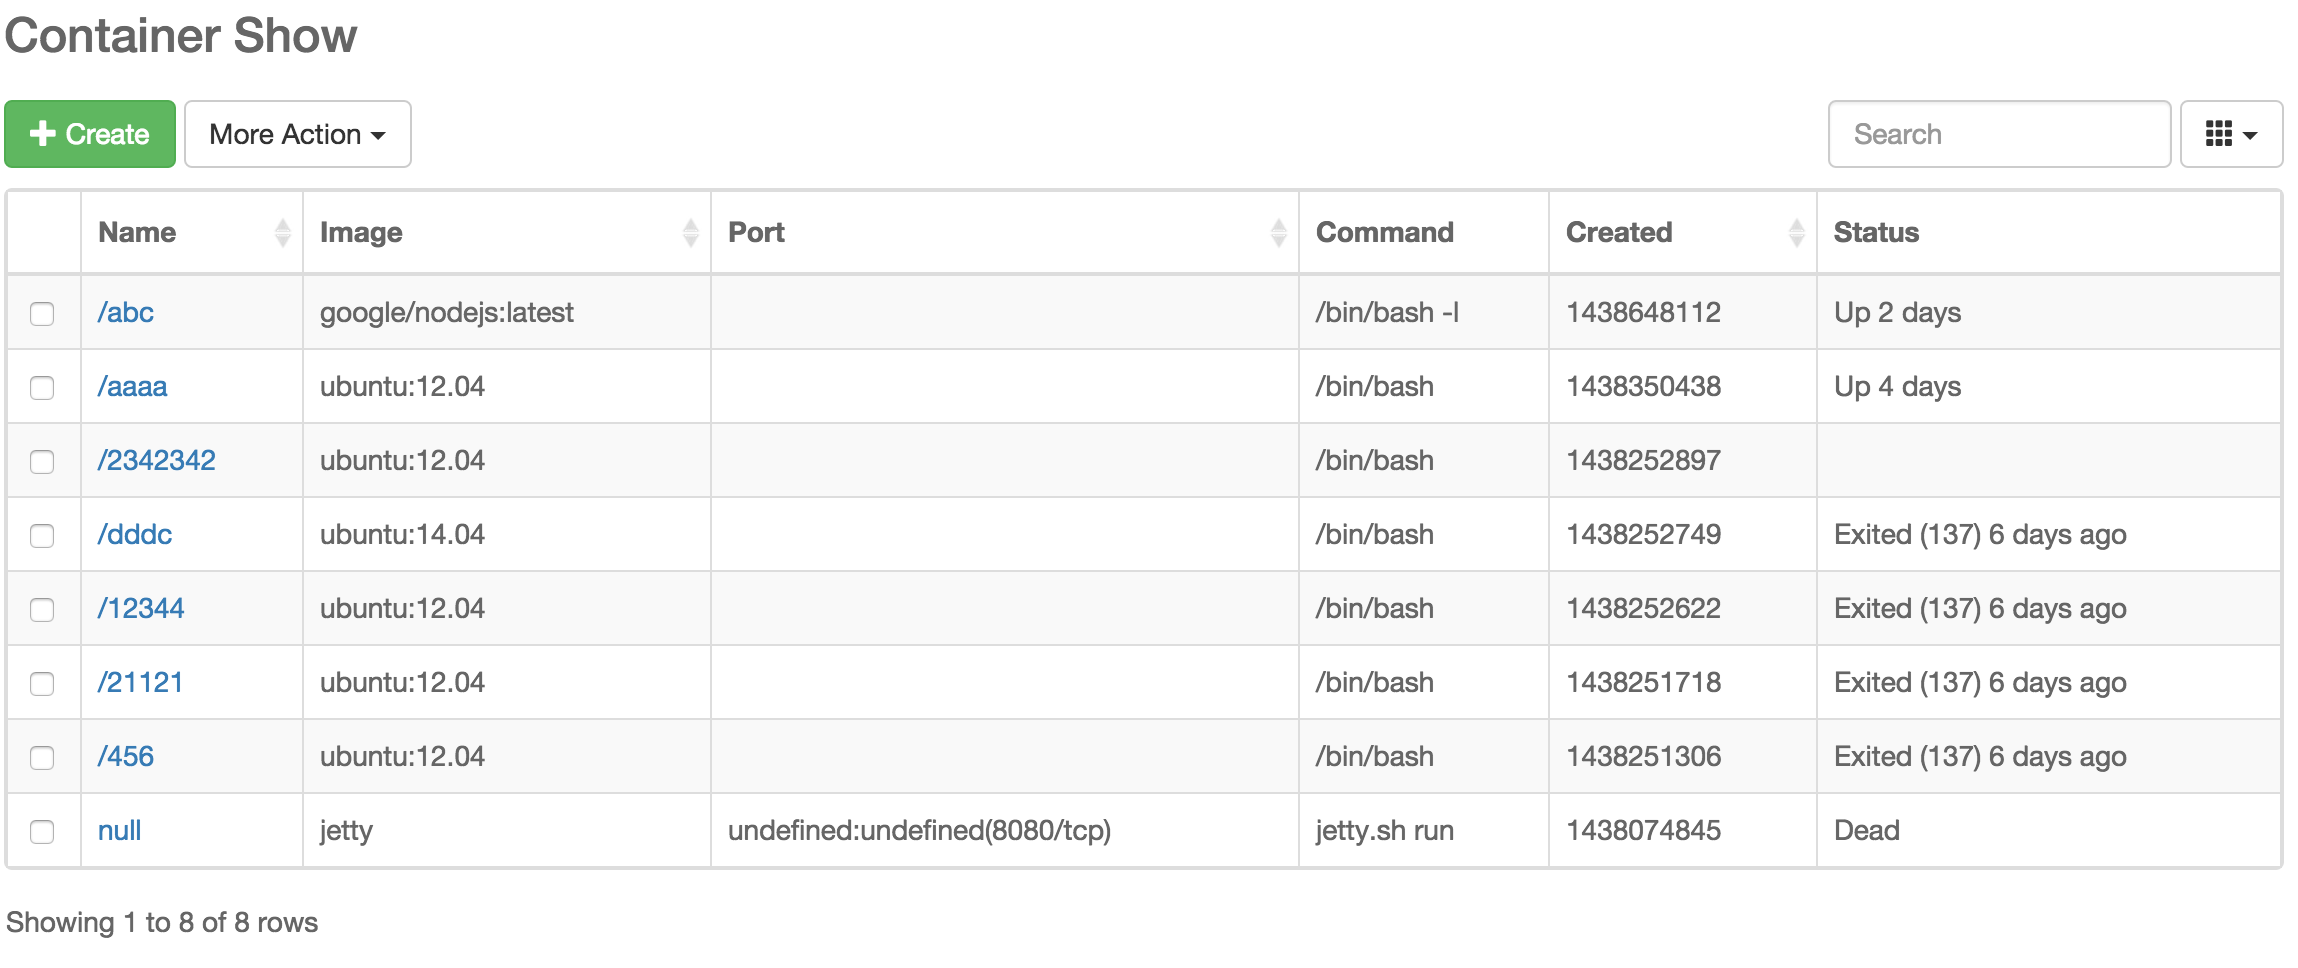 Container Show
Create More Action Search
Name Image Port Command Created Status
/abc google/nodejs:latest /bin/bash -l 1438648112 Up 2 days
/aaaa ubuntu:12.04 /bin/bash 1438350438 Up 4 days
/2342342 ubuntu:12.04 /bin/bash 1438252897
/dddc ubuntu:14.04 /bin/bash 1438252749 Exited (137) 6 days ago
/12344 ubuntu:12.04 /bin/bash 1438252622 Exited (137) 6 days ago
/21121 ubuntu:12.04 /bin/bash 1438251718 Exited (137) 6 days ago
/456 ubuntu:12.04 /bin/bash 1438251306 Exited (137) 6 days ago
null jetty undefined:undefined(8080/tcp) jetty.sh run 1438074845 Dead
Showing 1 to 8 of 8 rows